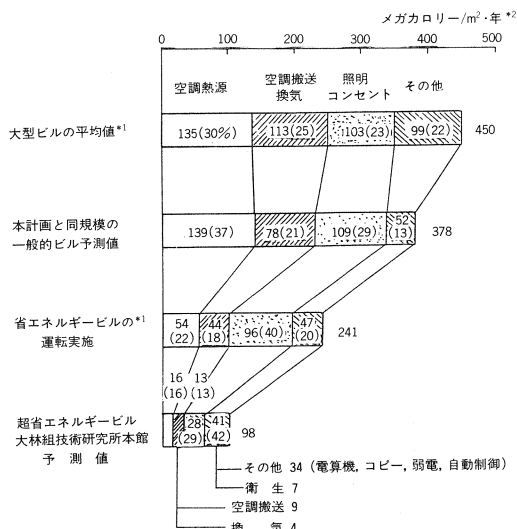 メガカロリー/m²・年*2
0 100 200 300 400 500
空調熱源
空調搬送
換気
照明
コンセント
その他
大型ビルの平均値*1
135(30%) 113(25) 103(23) 99(22) 450
本計画と同規模の
一般的ビル予測値
139(37) 78(21) 109(29) 52
(13) 378
省エネルギービルの*1
運転実施
54
(22) 44
(18) 96(40) 47
(20) 241
16 13
(16) (13)
超省エネルギービル
大林組技術研究所本館
予測値
28
(29) 41
(42) 98
その他 34 (電算機,コピー,弱電,自動制御)
衛生 7
空調搬送 9
換気 4